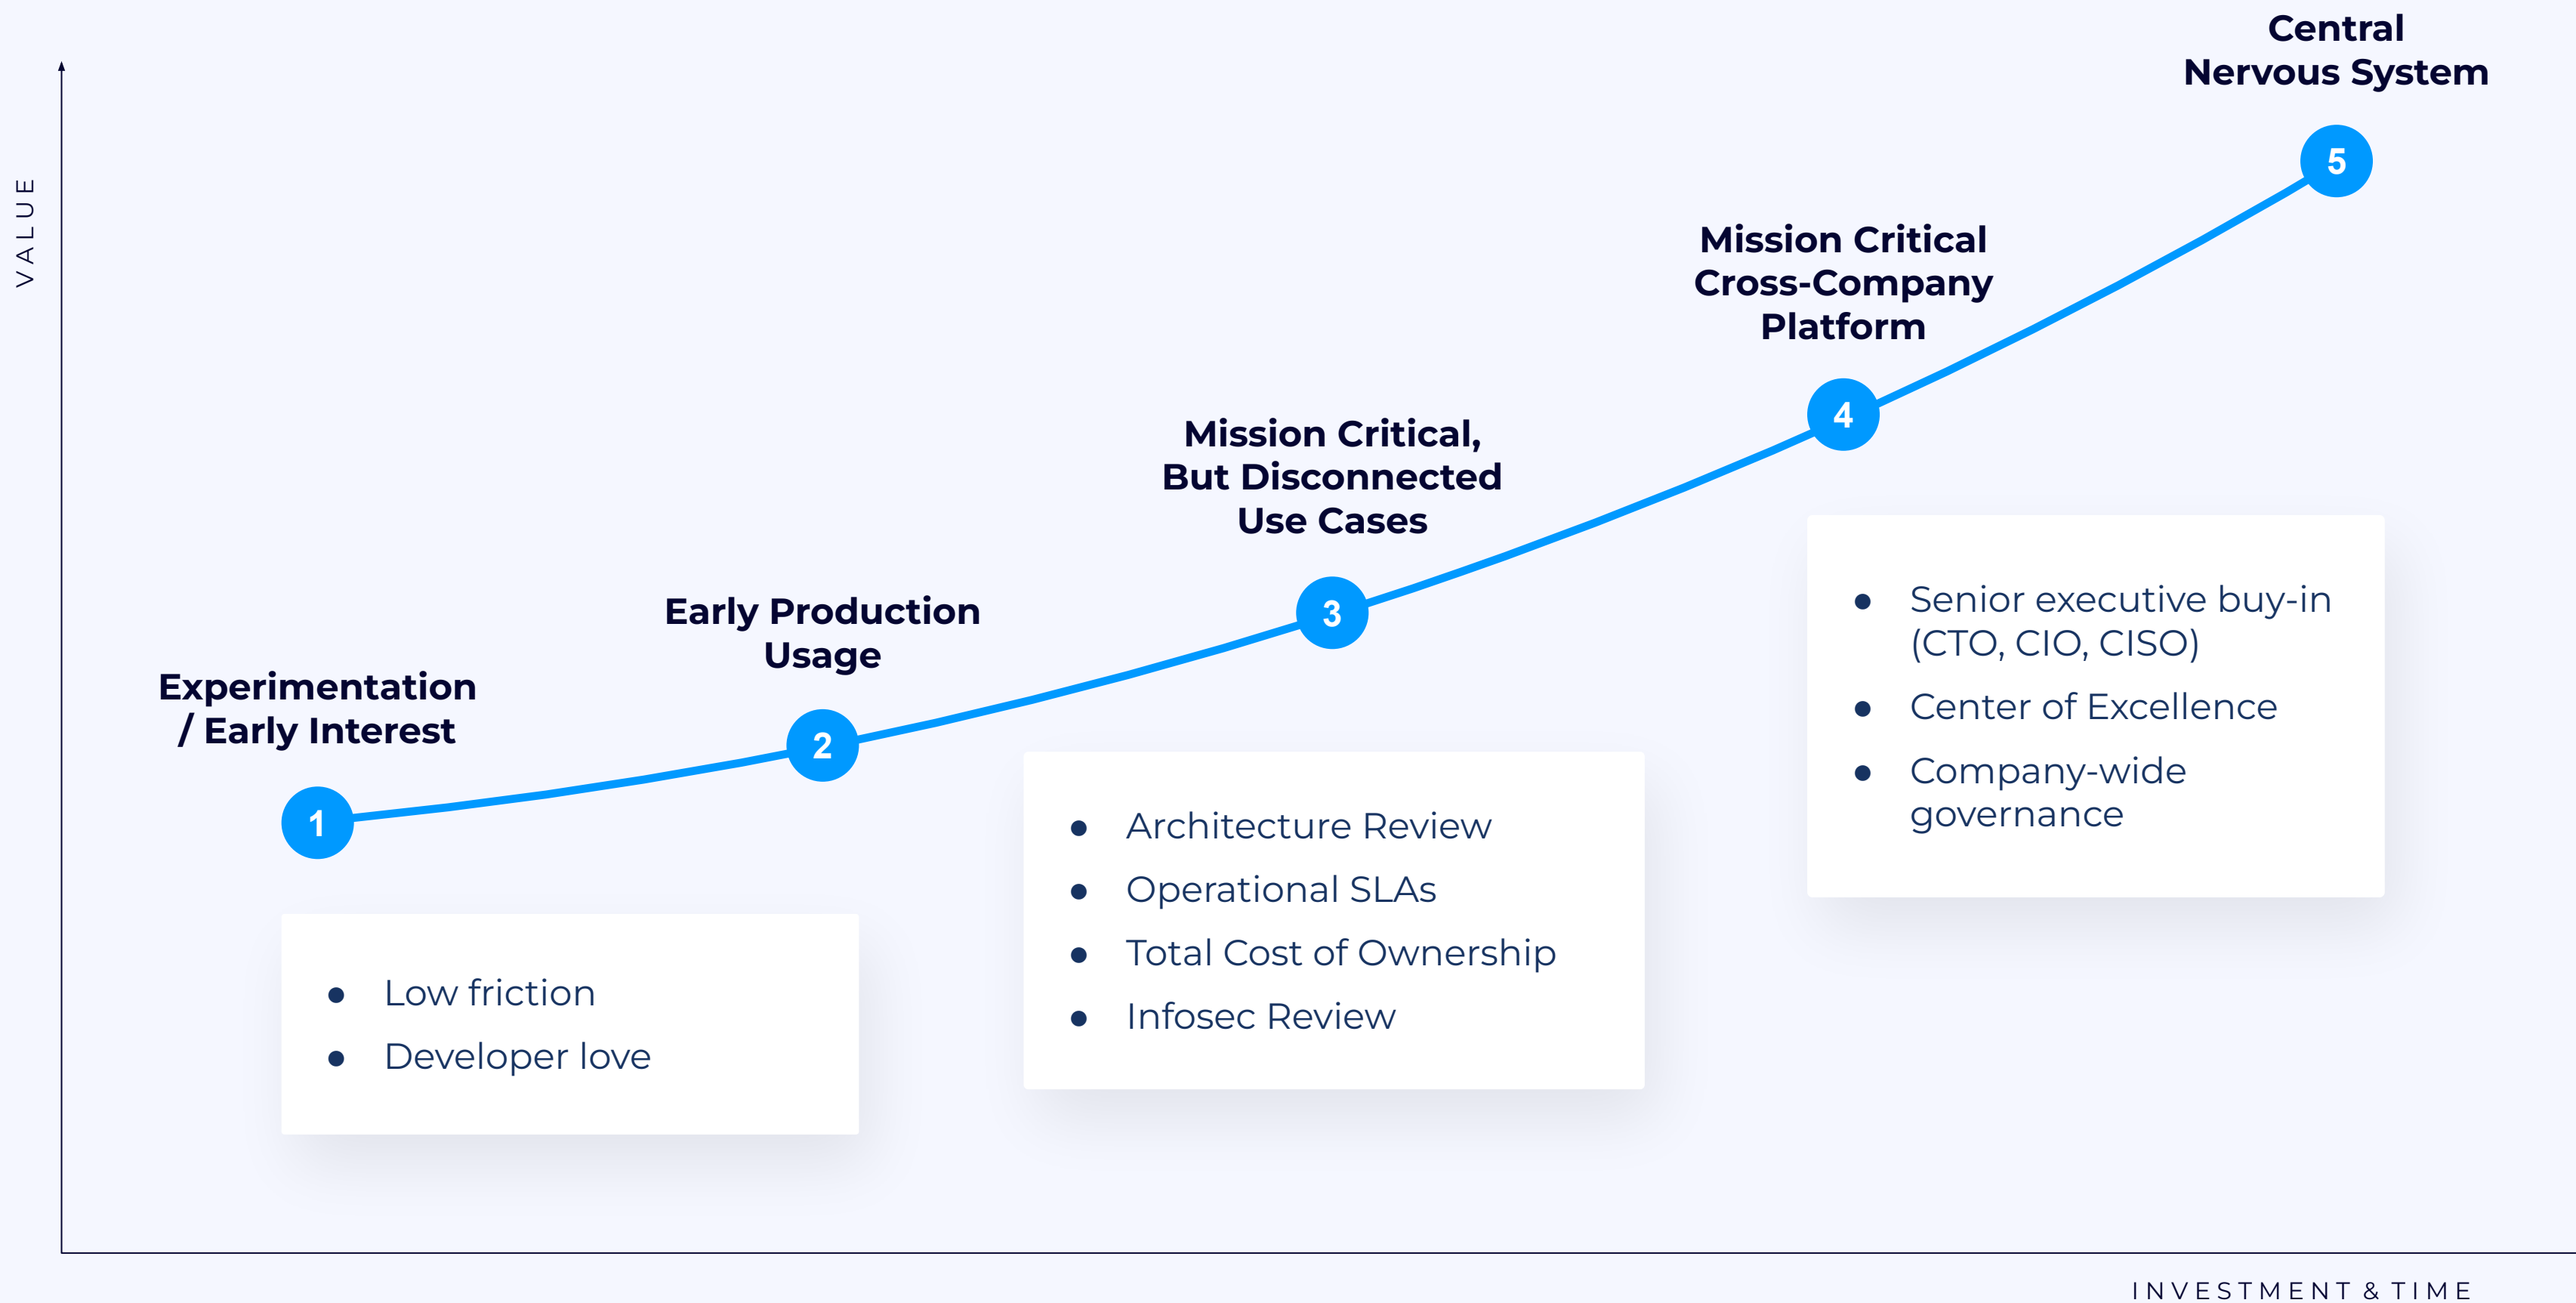 Central
Nervous System
5
VALUE
Mission Critical
Cross-Company
Platform
4
Mission Critical,
But Disconnected
Use Cases
3
Early Production
Usage
2
Experimentation
/ Early Interest
1
● Low friction
● Developer love
● Architecture Review
● Operational SLAs
● Total Cost of Ownership
● Infosec Review
● Senior executive buy-in
(CTO, CIO, CISO)
● Center of Excellence
● Company-wide
governance
INVESTMENT & TIME